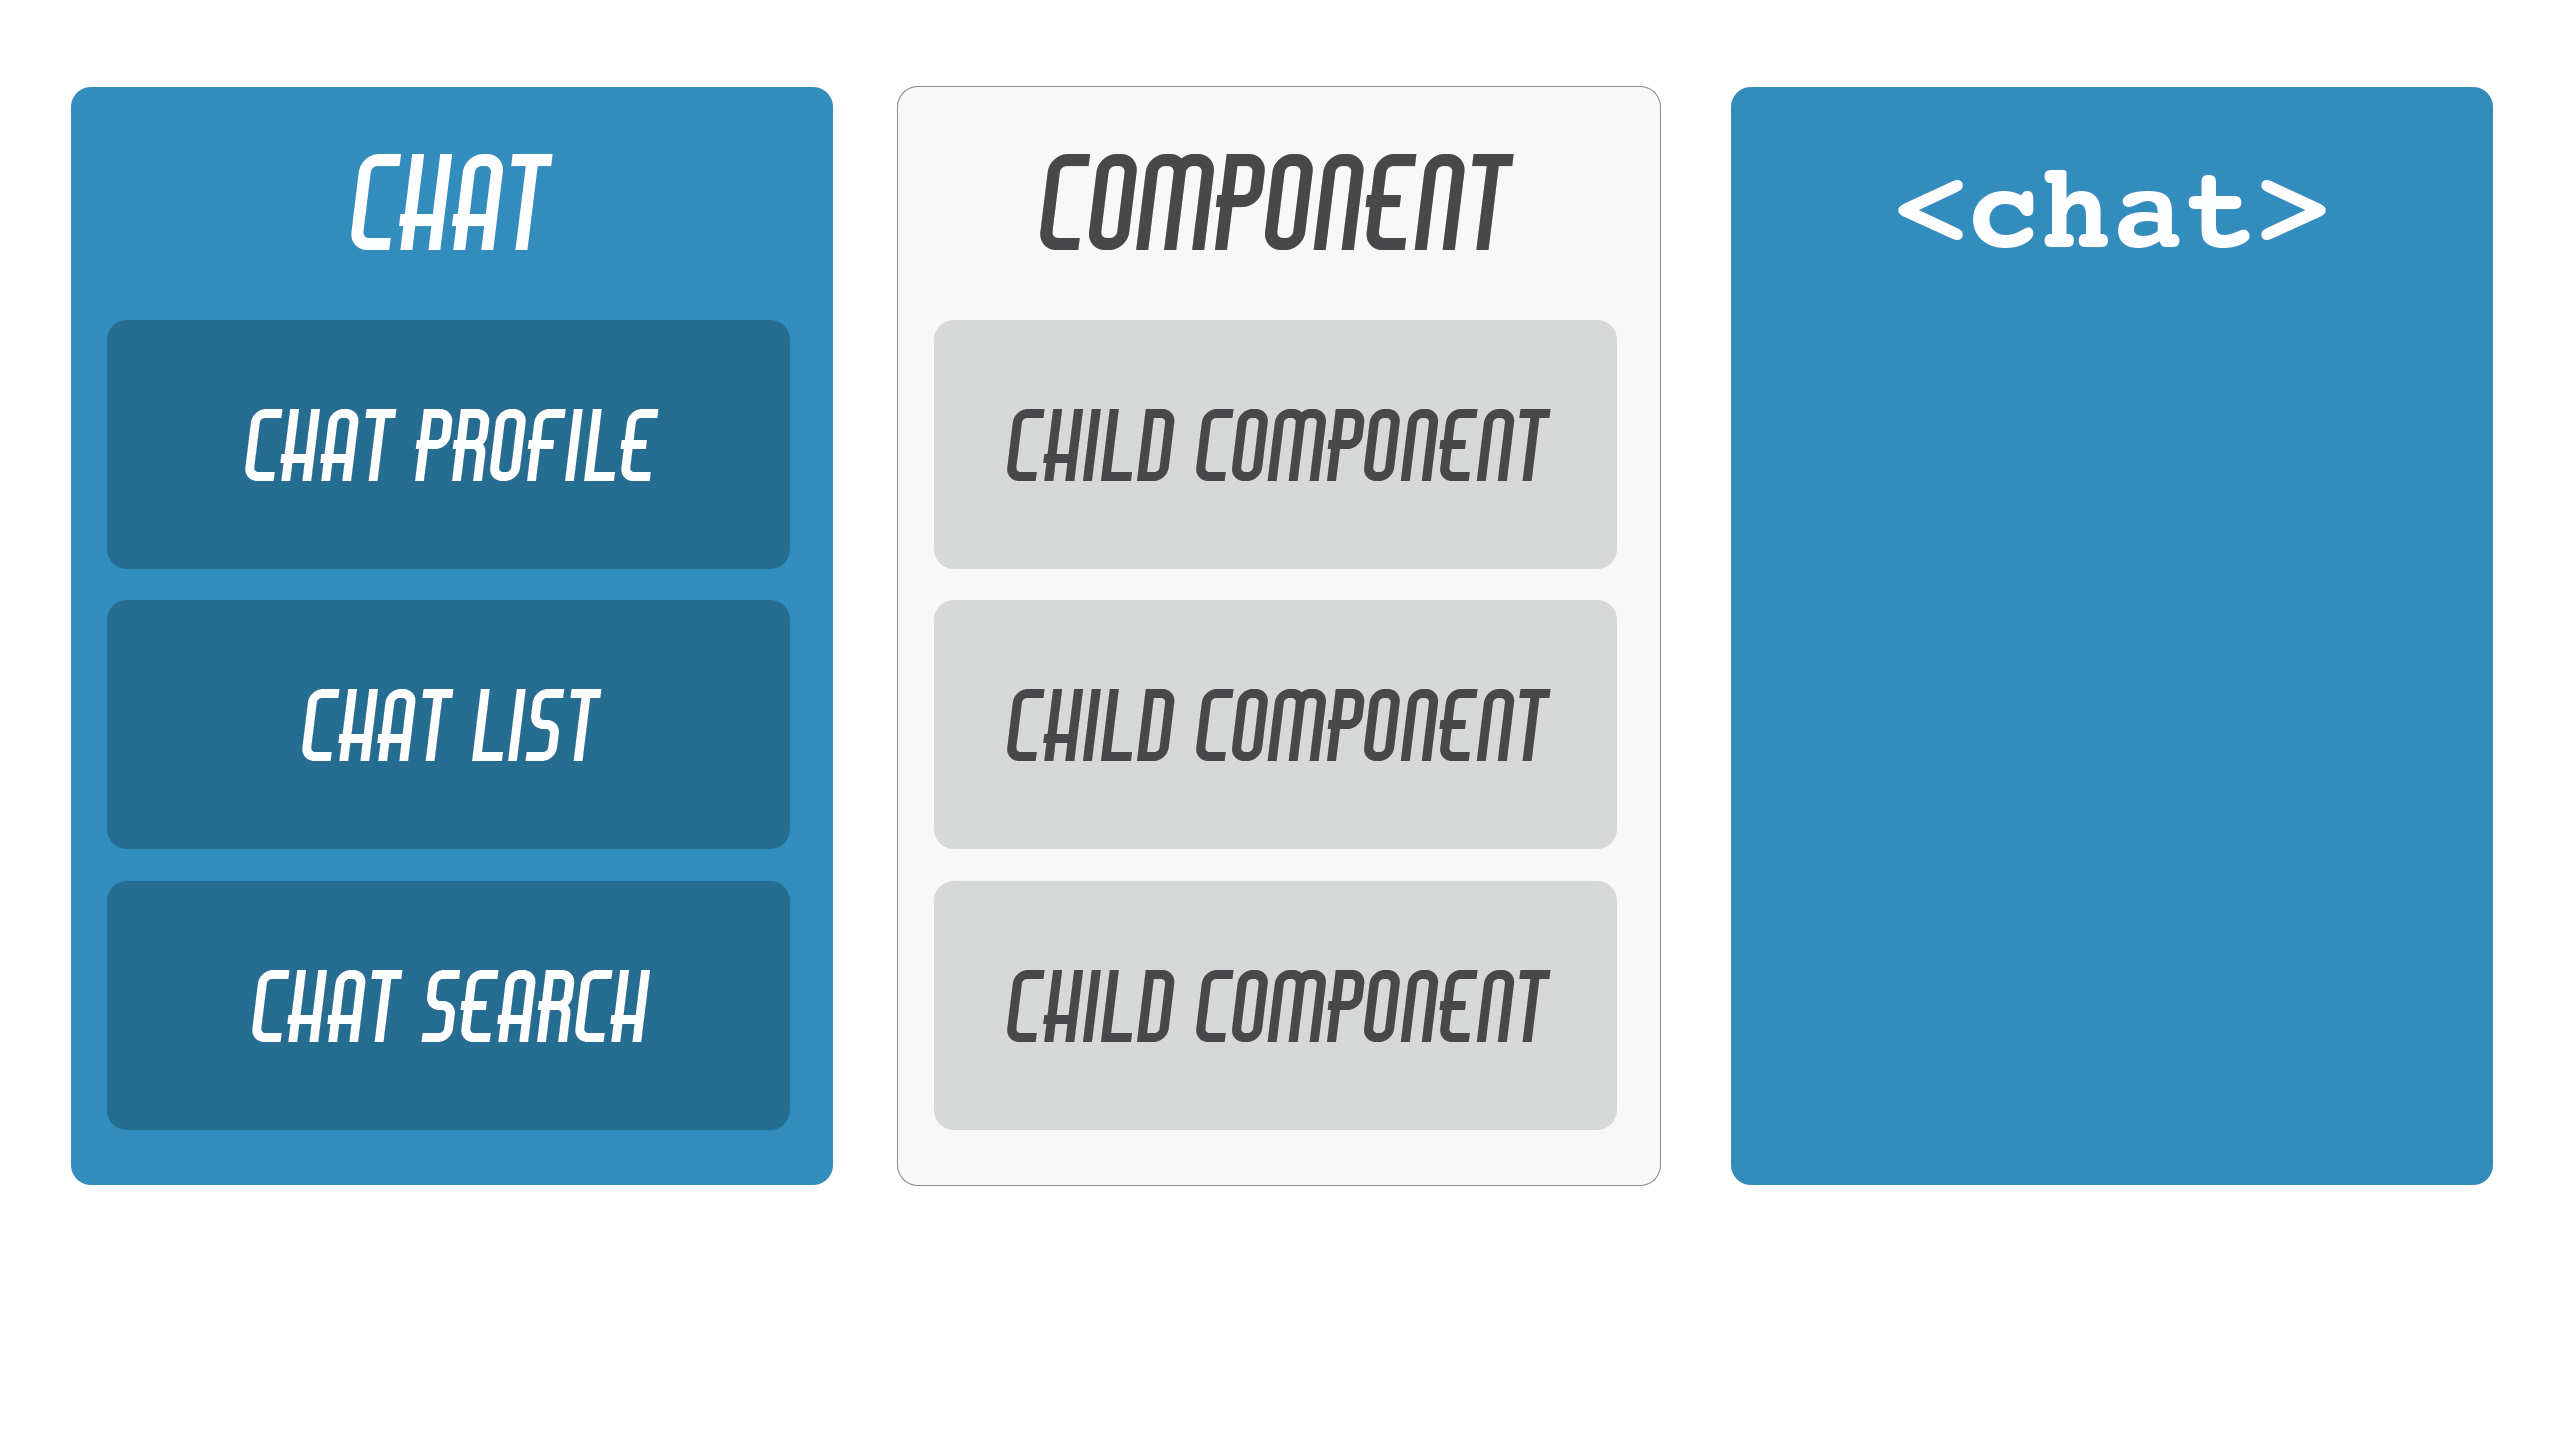 CHAT
CHAT PROFILE
CHAT LIST
CHAT SEARCH
COMPONENT
CHILD COMPONENT
CHILD COMPONENT
CHILD COMPONENT
<chat>